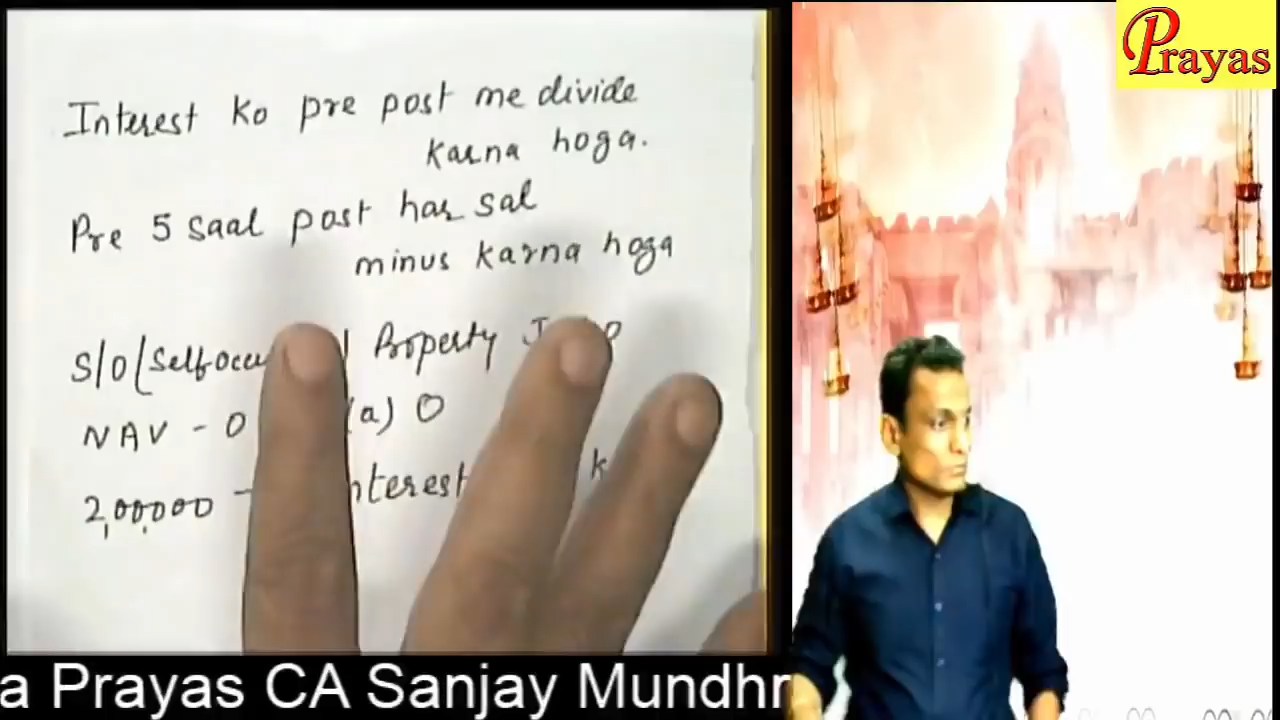 Interest ko pre post me divide
karna hoga.
Pre 5 saal post har sal
minus karna hoga
S/O (Self Property
NAV - 0 (a) 0
2,00,000 -
a Prayas CA Sanjay Mundhr
Prayas